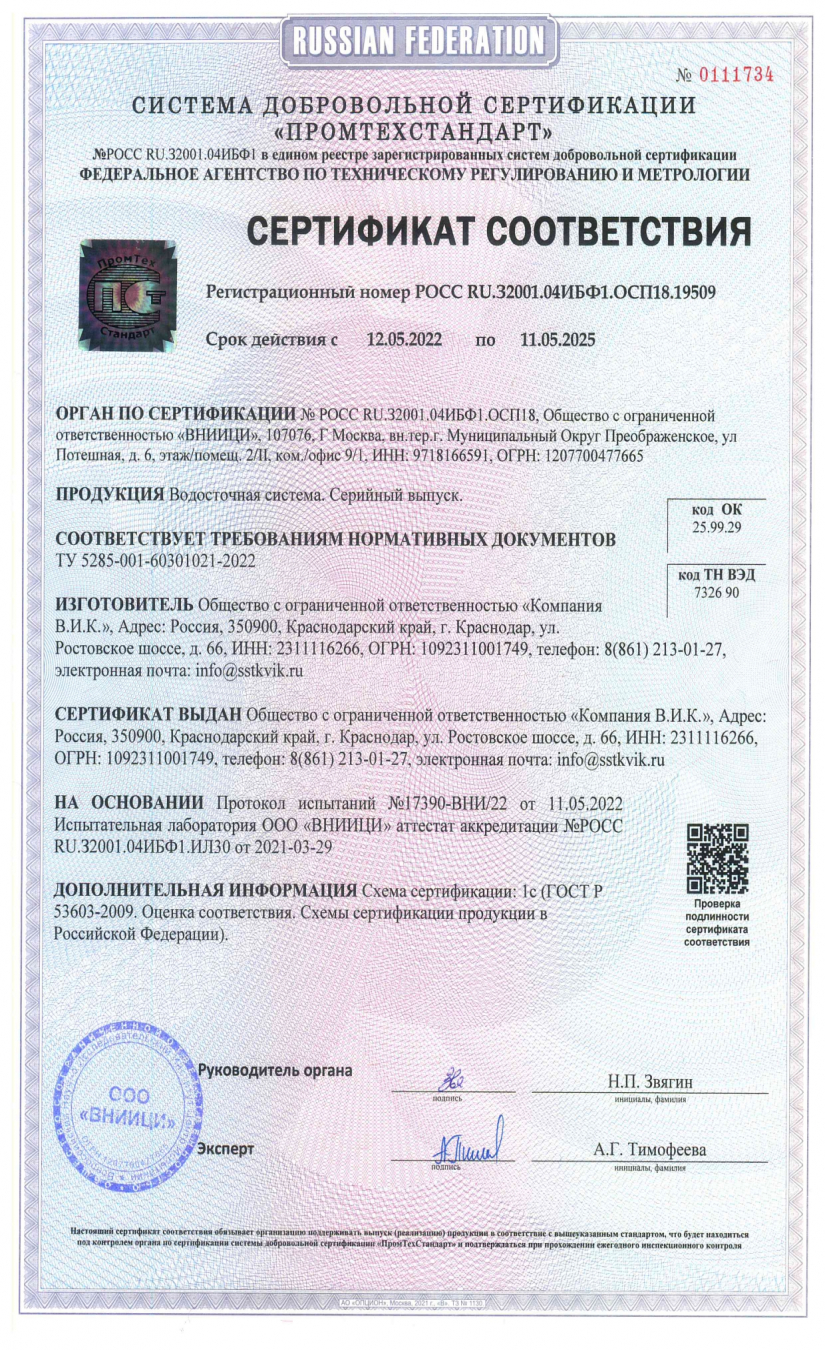 RUSSIAN FEDERATION
№ 0111734
СИСТЕМА ДОБРОВОЛЬНОЙ СЕРТИФИКАЦИИ
«ПРОМТЕХСТАНДАРТ»
№РОСС RU.32001.04ИБФ1 в едином реестре зарегистрированных систем добровольной сертификации
ФЕДЕРАЛЬНОЕ АГЕНТСТВО ПО ТЕХНИЧЕСКОМУ РЕГУЛИРОВАНИЮ И МЕТРОЛОГИИ
СЕРТИФИКАТ СООТВЕТСТВИЯ
ПромТех
Стандарт
Регистрационный номер РОСС RU.32001.04ИБФ1.ОСП18.19509
Срок действия с 12.05.2022 по 11.05.2025
ОРГАН ПО СЕРТИФИКАЦИИ № РОСС RU.32001.04ИБФ1.ОСП18, Общество с ограниченной
ответственностью «ВНИИЦИ», 107076, Г Москва, вн.тер.г. Муниципальный Округ Преображенское, ул
Потешная, д. 6, этаж/помещ. 2/II, ком./офис 9/1, ИНН: 9718166591, ОГРН: 1207700477665
ПРОДУКЦИЯ Водосточная система. Серийный выпуск.
код ОК
25.99.29
СООТВЕТСТВУЕТ ТРЕБОВАНИЯМ НОРМАТИВНЫХ ДОКУМЕНТОВ
ТУ 5285-001-60301021-2022
код ТН ВЭД
7326 90
ИЗГОТОВИТЕЛЬ Общество с ограниченной ответственностью «Компания
В.И.К.», Адрес: Россия, 350900, Краснодарский край, г. Краснодар, ул.
Ростовское шоссе, д. 66, ИНН: 2311116266, ОГРН: 1092311001749, телефон: 8(861) 213-01-27,
электронная почта: info@sstkvik.ru
СЕРТИФИКАТ ВЫДАН Общество с ограниченной ответственностью «Компания В.И.К.», Адрес:
Россия, 350900, Краснодарский край, г. Краснодар, ул. Ростовское шоссе, д. 66, ИНН: 2311116266,
ОГРН: 1092311001749, телефон: 8(861) 213-01-27, электронная почта: info@sstkvik.ru
НА ОСНОВАНИИ Протокол испытаний №17390-ВНИ/22 от 11.05.2022
Испытательная лаборатория ООО «ВНИИЦИ» аттестат аккредитации №РОСС
RU.32001.04ИБФ1.ИЛ30 от 2021-03-29
ДОПОЛНИТЕЛЬНАЯ ИНФОРМАЦИЯ Схема сертификации: 1с (ГОСТ Р
53603-2009. Оценка соответствия. Схемы сертификации продукции в
Российской Федерации).
Проверка
подлинности
сертификата
соответствия
ООО
«ВНИИЦИ»
Руководитель органа
подпись
Н.П. Звягин
инициалы, фамилия
Эксперт
подпись
А.Г. Тимофеева
инициалы, фамилия
Настоящий сертификат соответствия обязывает организацию поддерживать выпуск (реализацию) продукции в соответствие с вышеуказанным стандартом, что будет находиться
под контролем органа по сертификации системы добровольной сертификации «ПромТехСтандарт» и подтверждаться при прохождении ежегодного инспекционного контроля
АО «ОПЦИОН», Москва, 2021 г., «В». ТЗ № 1130.